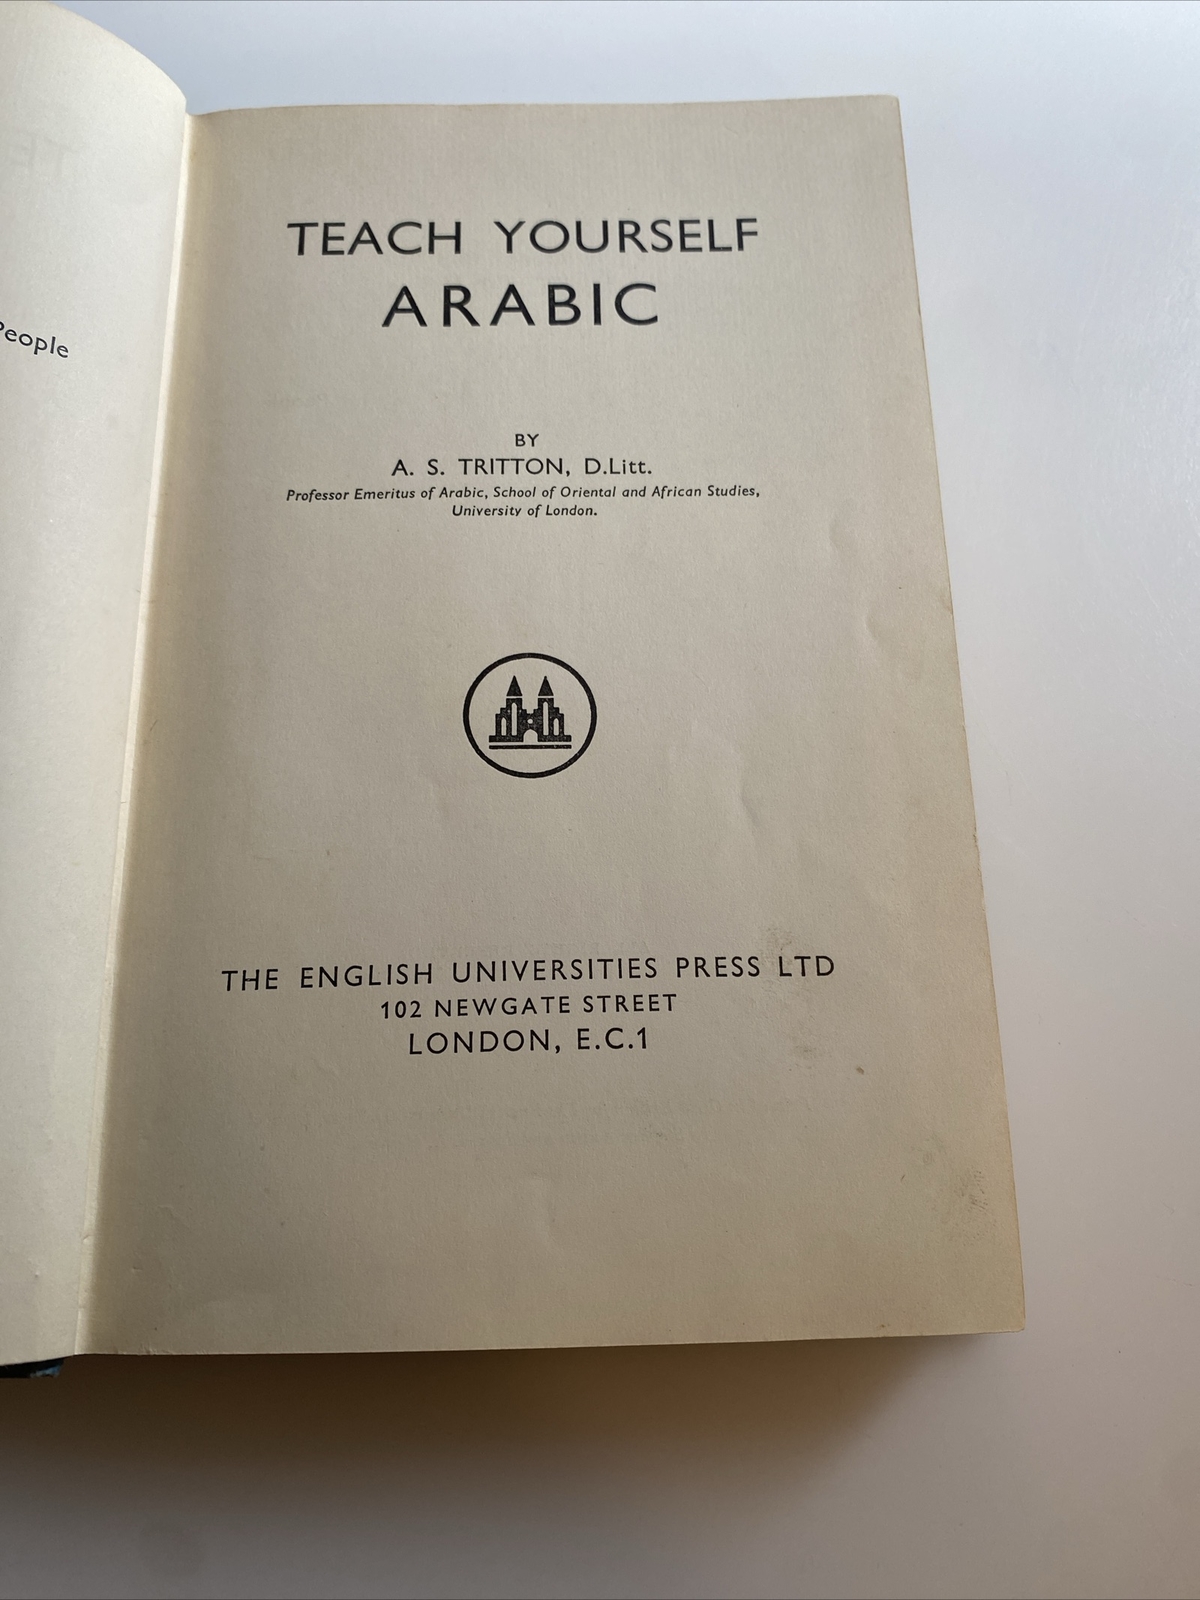 People
TEACH YOURSELF
ARABIC
BY
A. S. TRITTON, D.Litt.
Professor Emeritus of Arabic, School of Oriental and African Studies,
University of London.
THE ENGLISH UNIVERSITIES PRESS LTD
102 NEWGATE STREET
LONDON, E.C.1